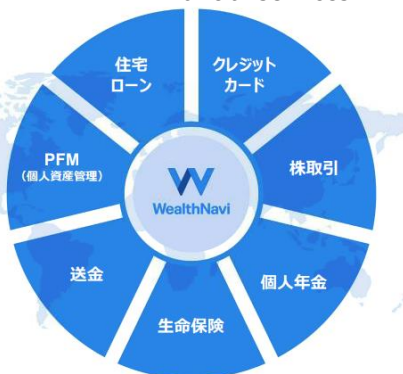 住宅
ローン
クレジット
カード
PFM
(個人資産管理)
株取引
WealthNavi
送金
個人年金
生命保険